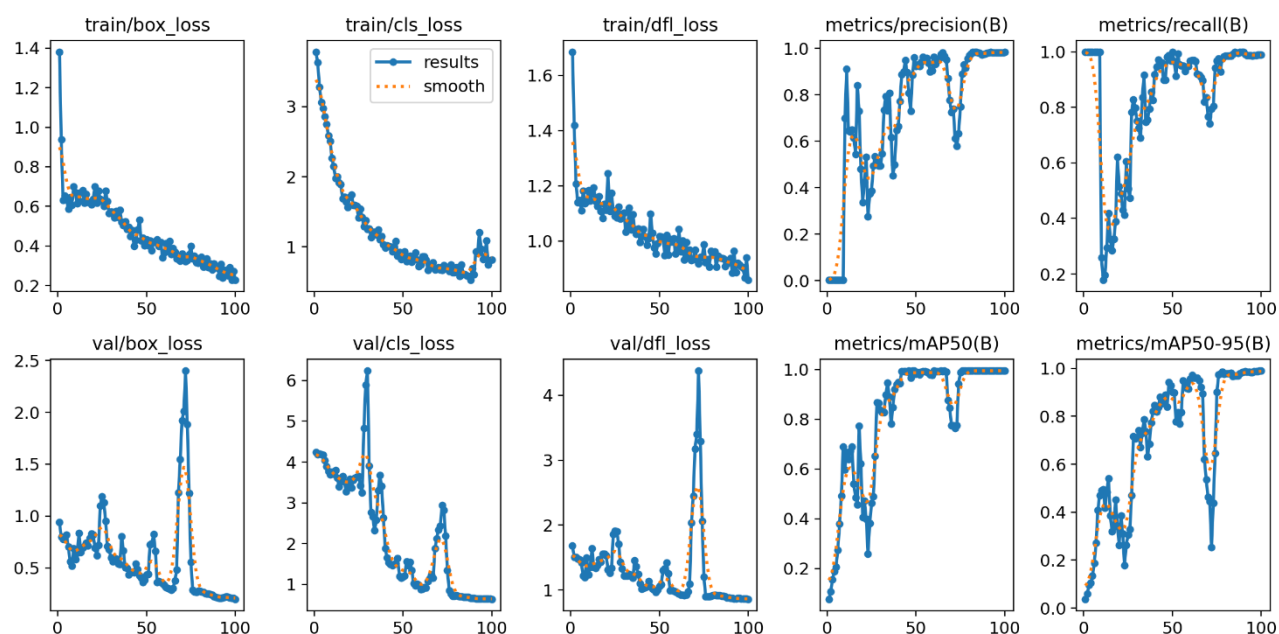 train/box_loss
train/cls_loss
train/dfl_loss
metrics/precision(B)
metrics/recall(B)
1.4
1.2
1.0
0.8
0.6
0.4
0.2
0 50 100
3
2
1
results
smooth
0 50 100
1.6
1.4
1.2
1.0
0 50 100
1.0
0.8
0.6
0.4
0.2
0.0
0 50 100
1.0
0.8
0.6
0.4
0.2
0 50 100
val/box_loss
val/cls_loss
val/dfl_loss
metrics/mAP50(B)
metrics/mAP50-95(B)
2.5
2.0
1.5
1.0
0.5
0 50 100
6
5
4
3
2
1
0 50 100
4
3
2
1
0 50 100
1.0
0.8
0.6
0.4
0.2
0 50 100
1.0
0.8
0.6
0.4
0.2
0.0
0 50 100